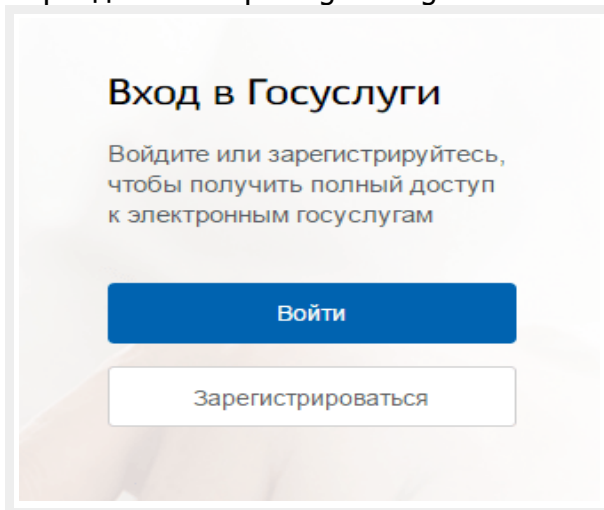 Вход в Госуслуги
Войдите или зарегистрируйтесь,
чтобы получить полный доступ
к электронным госуслугам
Войти
Зарегистрироваться